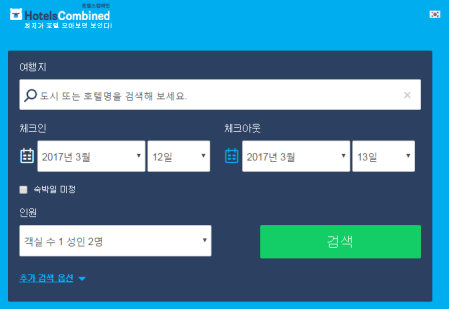 호텔스컴바인
HotelsCombined
최저가 호텔 모아보면 보인다!
여행지
도시 또는 호텔명을 검색해 보세요.
체크인
체크아웃
2017년 3월
12일
2017년 3월
13일
숙박일 미정
인원
객실 수 1 성인 2명
검색
추가 검색 옵션